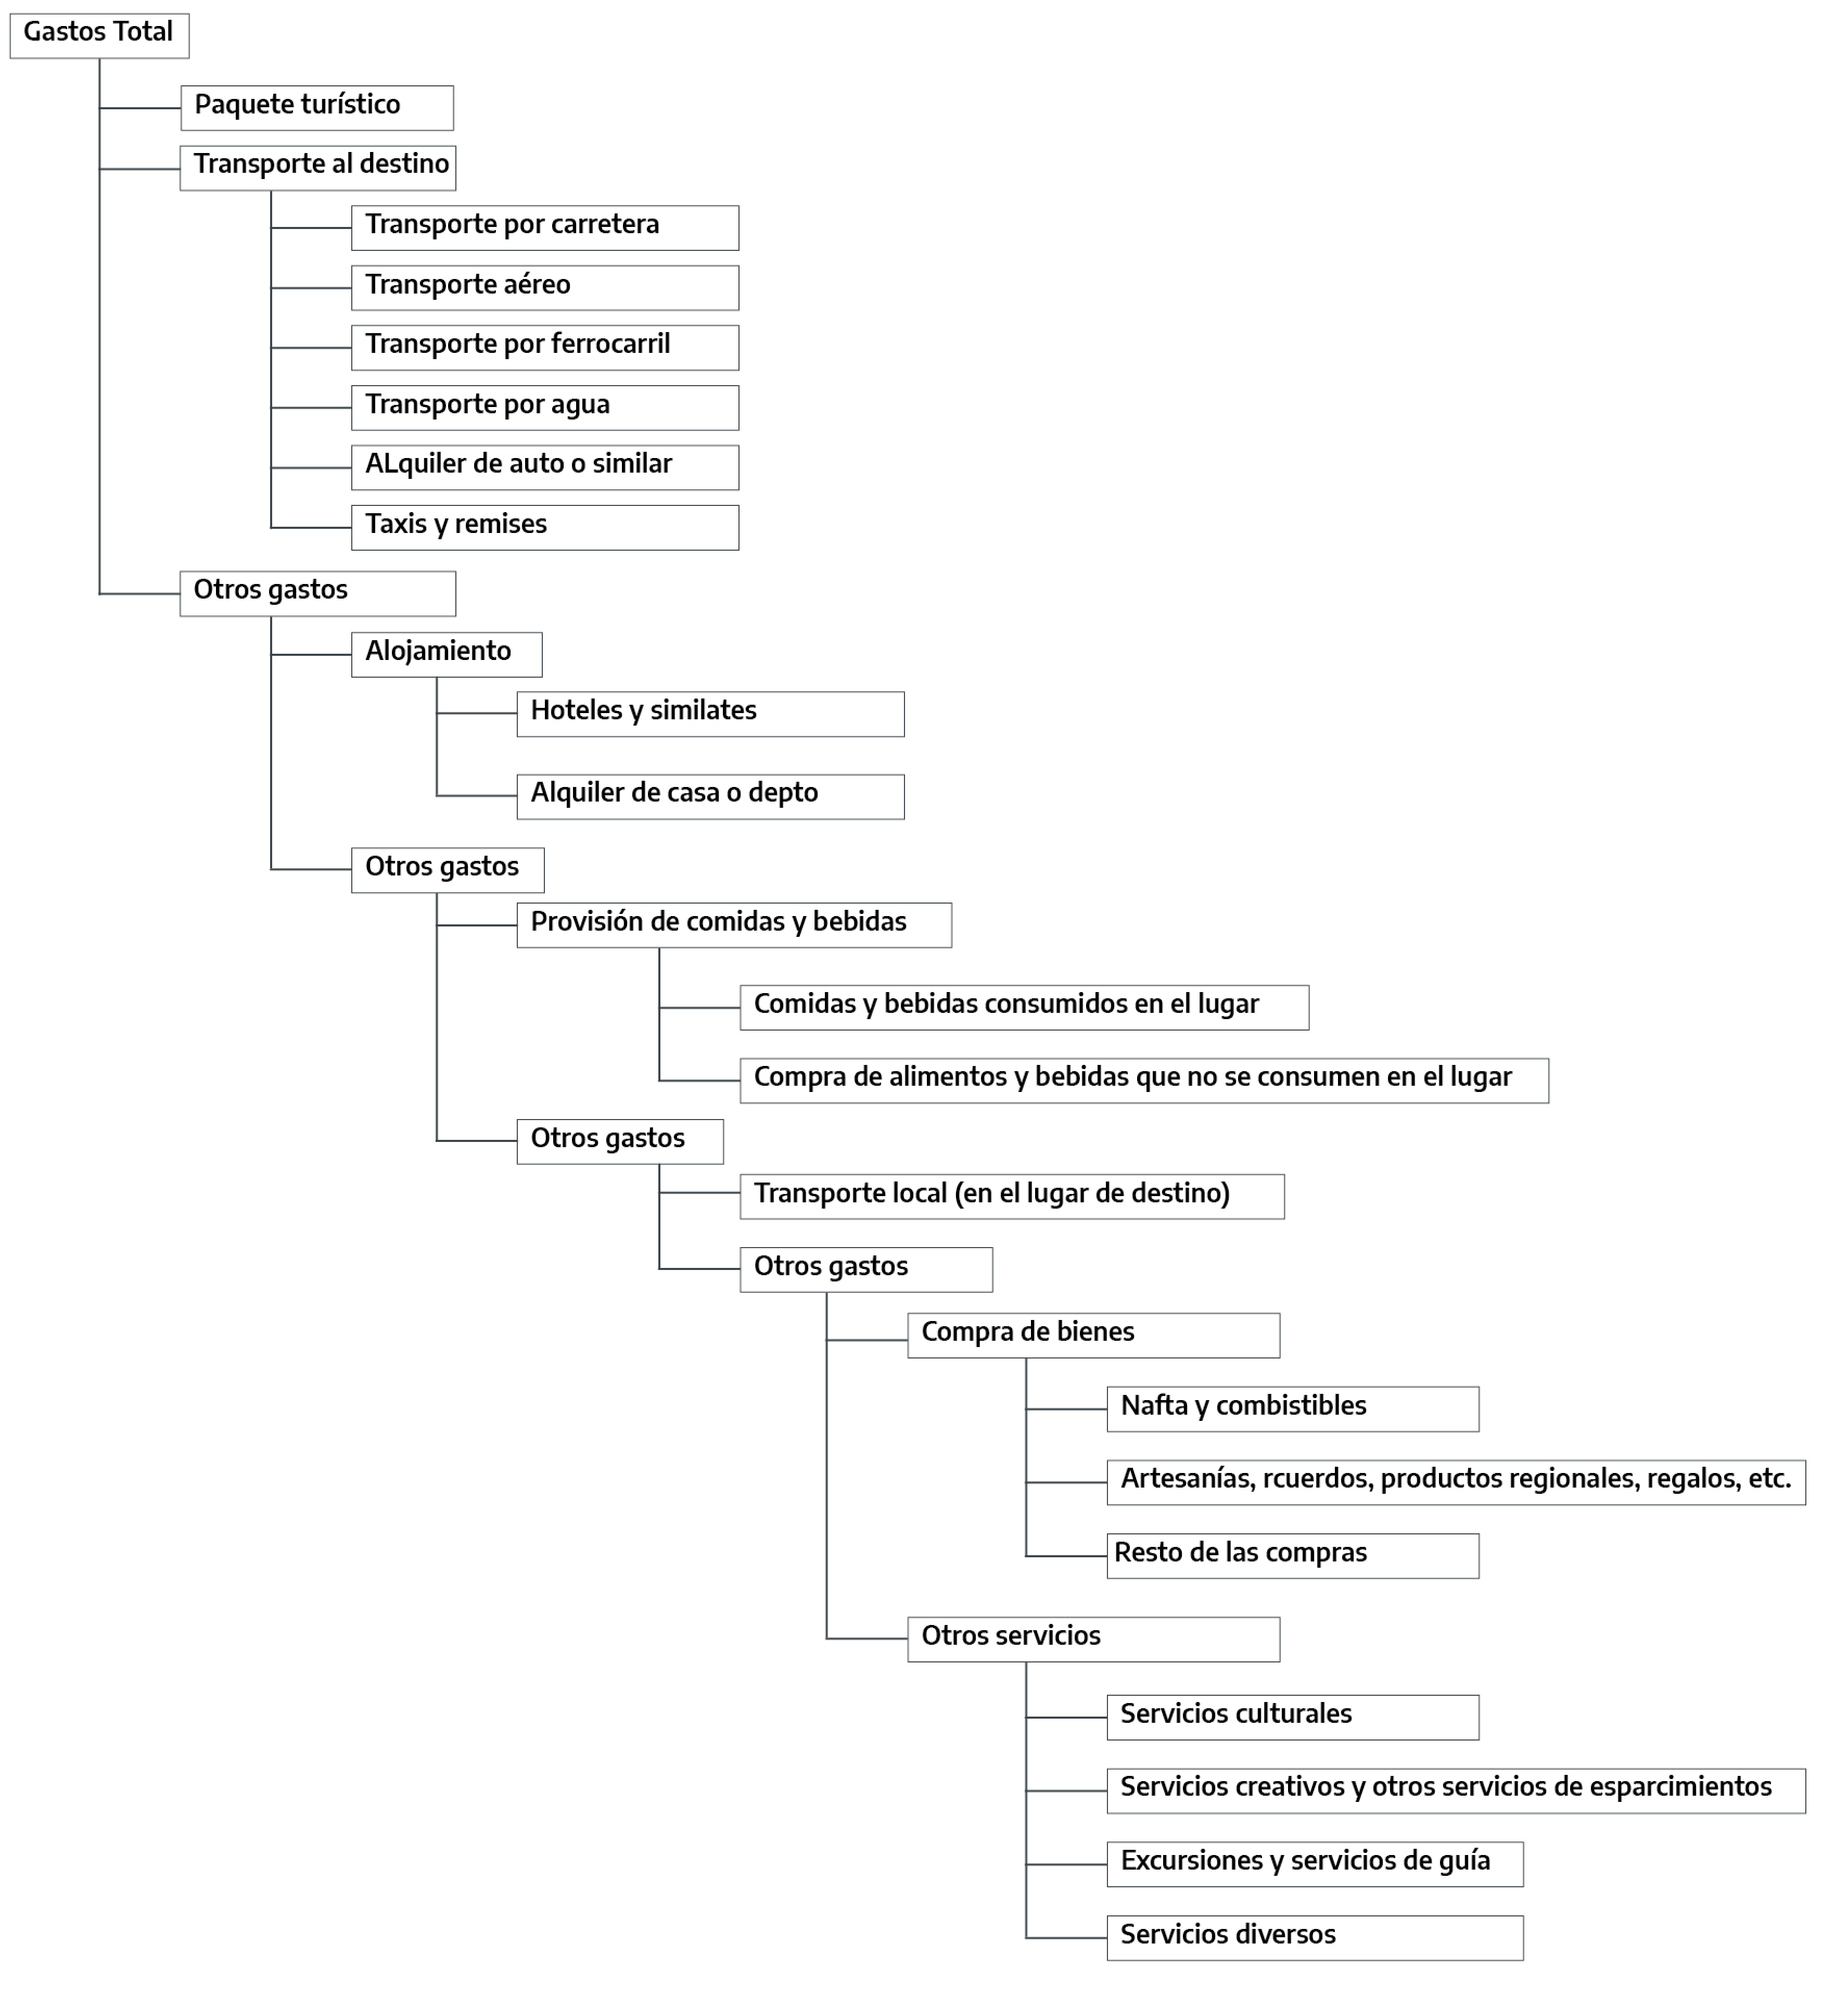 Gastos Total
Paquete turístico
Transporte al destino
Transporte por carretera
Transporte aéreo
Transporte por ferrocarril
Transporte por agua
ALquiler de auto o similar
Taxis y remises
Otros gastos
Alojamiento
Hoteles y similates
Alquiler de casa o depto
Otros gastos
Provisión de comidas y bebidas
Comidas y bebidas consumidos en el lugar
Compra de alimentos y bebidas que no se consumen en el lugar
Otros gastos
Transporte local (en el lugar de destino)
Otros gastos
Compra de bienes
Nafta y combistibles
Artesanías, rcuerdos, productos regionales, regalos, etc.
Resto de las compras
Otros servicios
Servicios culturales
Servicios creativos y otros servicios de esparcimientos
Excursiones y servicios de guía
Servicios diversos